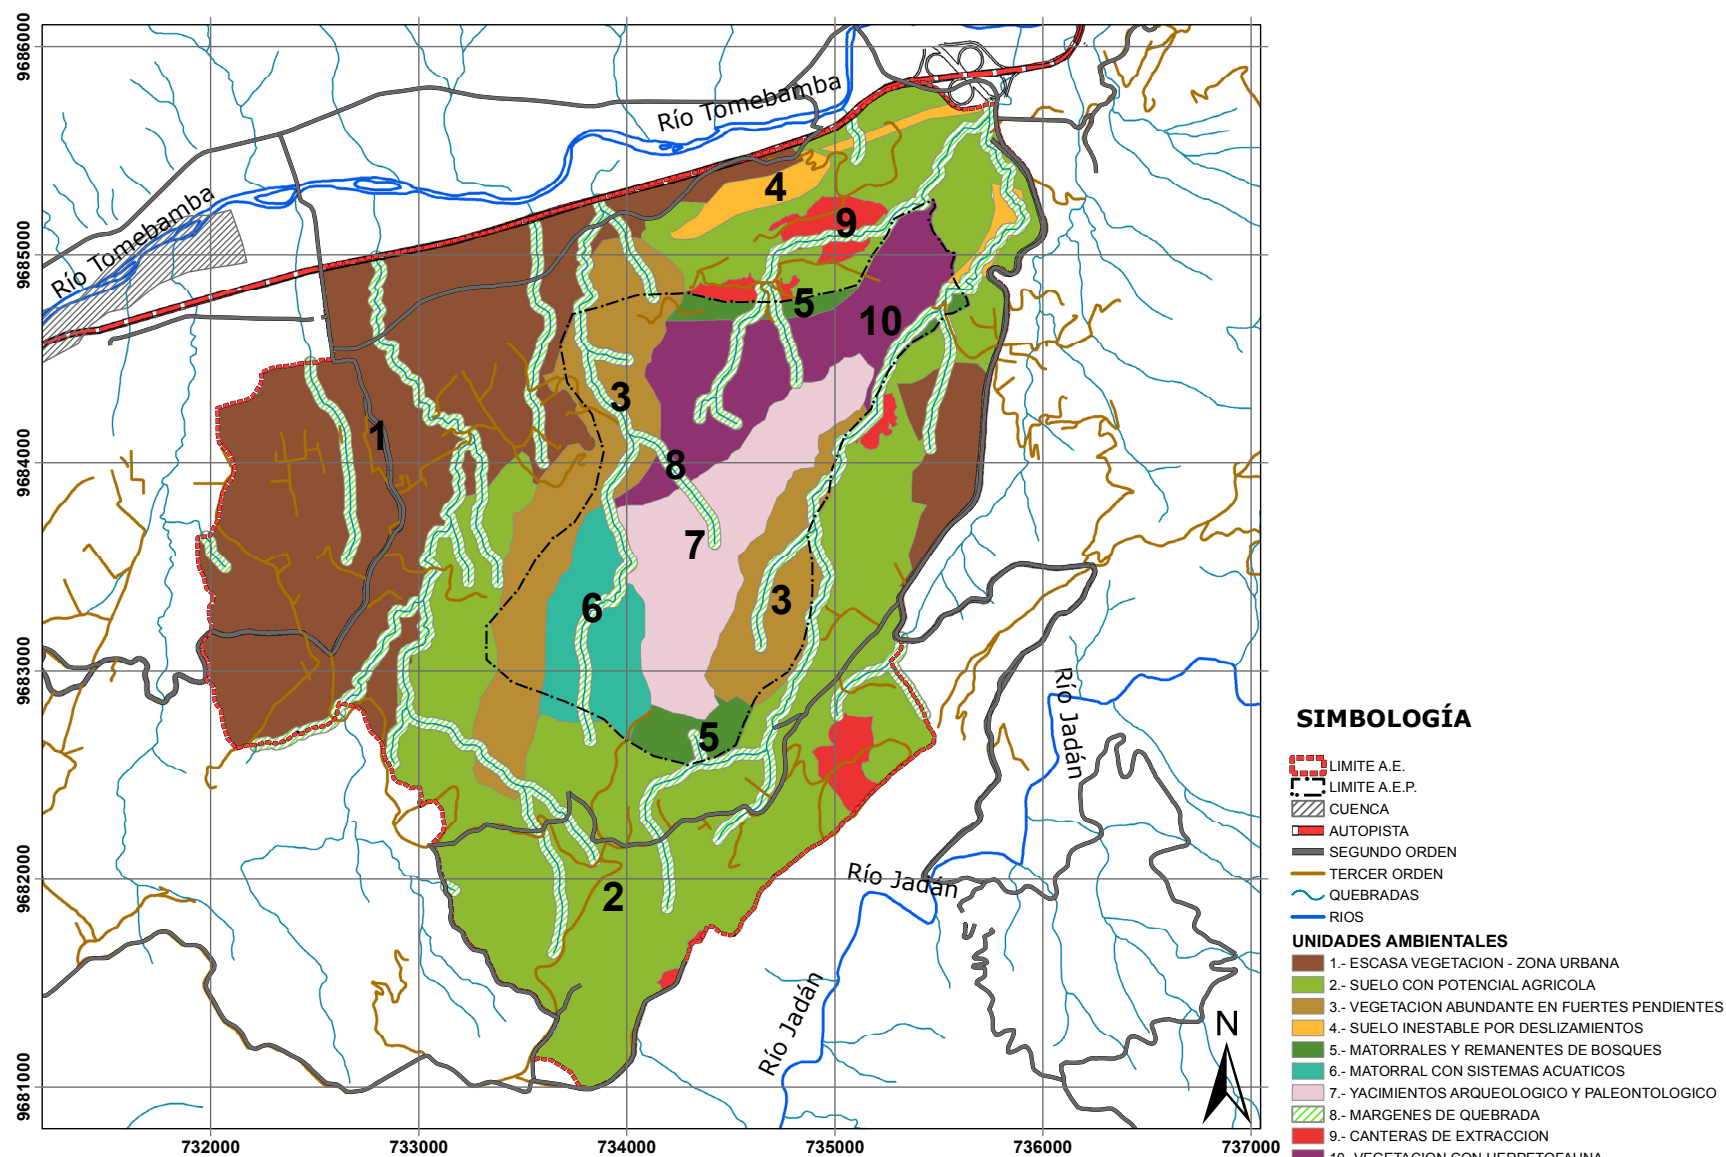 9686000
9685000
9684000
9683000
9682000
9681000
732000
733000
734000
735000
736000
737000
Río Tomebamba
Río Tomebamba
Río Jadán
Río Jadán
Río Jadán
4
9
5
10
3
1
8
7
6
3
5
2
N
SIMBOLOGÍA
LIMITE A.E.
LIMITE A.E.P.
CUENCA
AUTOPISTA
SEGUNDO ORDEN
TERCER ORDEN
QUEBRADAS
RIOS
UNIDADES AMBIENTALES
1.- ESCASA VEGETACION - ZONA URBANA
2.- SUELO CON POTENCIAL AGRICOLA
3.- VEGETACION ABUNDANTE EN FUERTES PENDIENTES
4.- SUELO INESTABLE POR DESLIZAMIENTOS
5.- MATORRALES Y REMANENTES DE BOSQUES
6.- MATORRAL CON SISTEMAS ACUATICOS
7.- YACIMIENTOS ARQUEOLOGICO Y PALEONTOLOGICO
8.- MARGENES DE QUEBRADA
9.- CANTERAS DE EXTRACCION
10.-VEGETACION CON HERPETOFAUNA